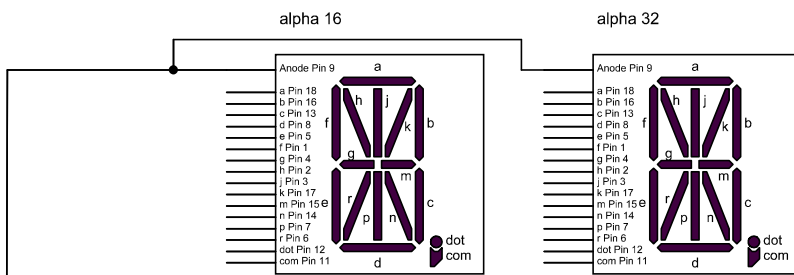 alpha 16
alpha 32
Anode Pin 9
a Pin 18
b Pin 16
c Pin 13
d Pin 8
e Pin 5
f Pin 1
g Pin 4
h Pin 2
j Pin 3
k Pin 17
m Pin 15
n Pin 14
p Pin 7
r Pin 6
dot Pin 12
com Pin 11
a
h
j
k
f
b
g
m
e
r
p
n
c
d
dot
com
Anode Pin 9
a Pin 18
b Pin 16
c Pin 13
d Pin 8
e Pin 5
f Pin 1
g Pin 4
h Pin 2
j Pin 3
k Pin 17
m Pin 15
n Pin 14
p Pin 7
r Pin 6
dot Pin 12
com Pin 11
a
h
j
k
f
b
g
m
e
r
p
n
c
d
dot
com